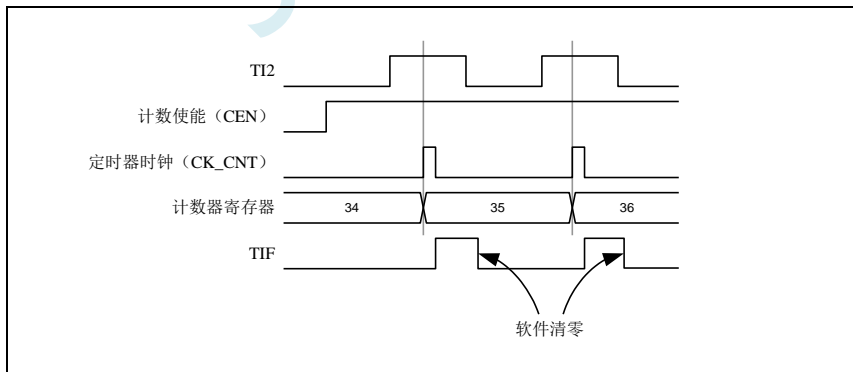 TI2
计数使能（CEN）
定时器时钟（CK_CNT）
计数器寄存器
34 35 36
TIF
软件清零